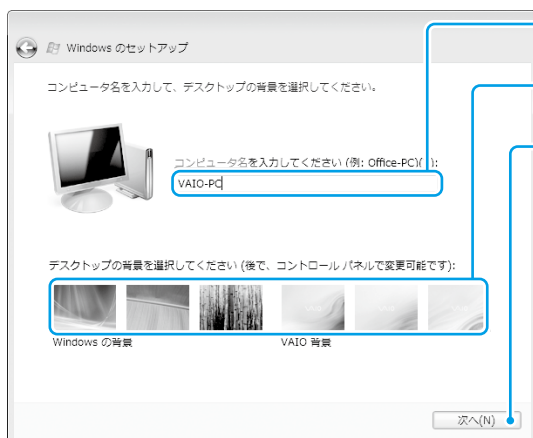 Windows のセットアップ
コンピュータ名を入力して、デスクトップの背景を選択してください。
コンピュータ名を入力してください (例: Office-PC)( ):
VAIO-PC
デスクトップの背景を選択してください (後で、コントロール パネルで変更可能です):
Windows の背景
VAIO 背景
次へ(N)